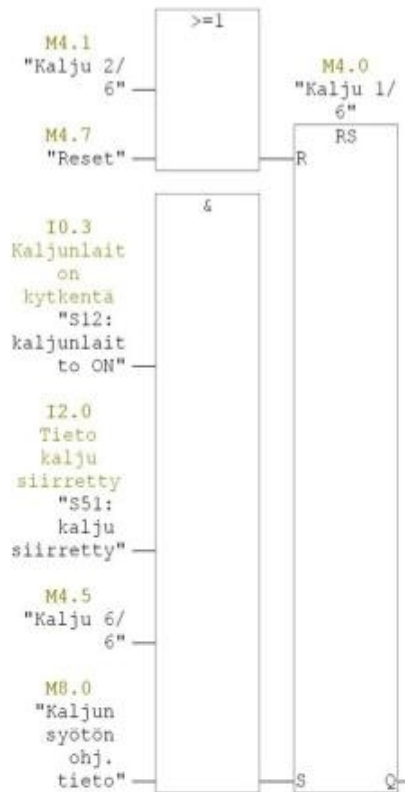 >=1
M4.1
"Kalju 2/
6"
M4.7
"Reset"
M4.0
"Kalju 1/
6"
RS
R
&
I0.3
Kaljunlait
on
kytkentä
"S12:
kaljunlait
to ON"
I2.0
Tieto
kalju
siirretty
"S51:
kalju
siirretty"
M4.5
"Kalju 6/
6"
M8.0
"Kaljun
syötön
ohj.
tieto"
S
Q